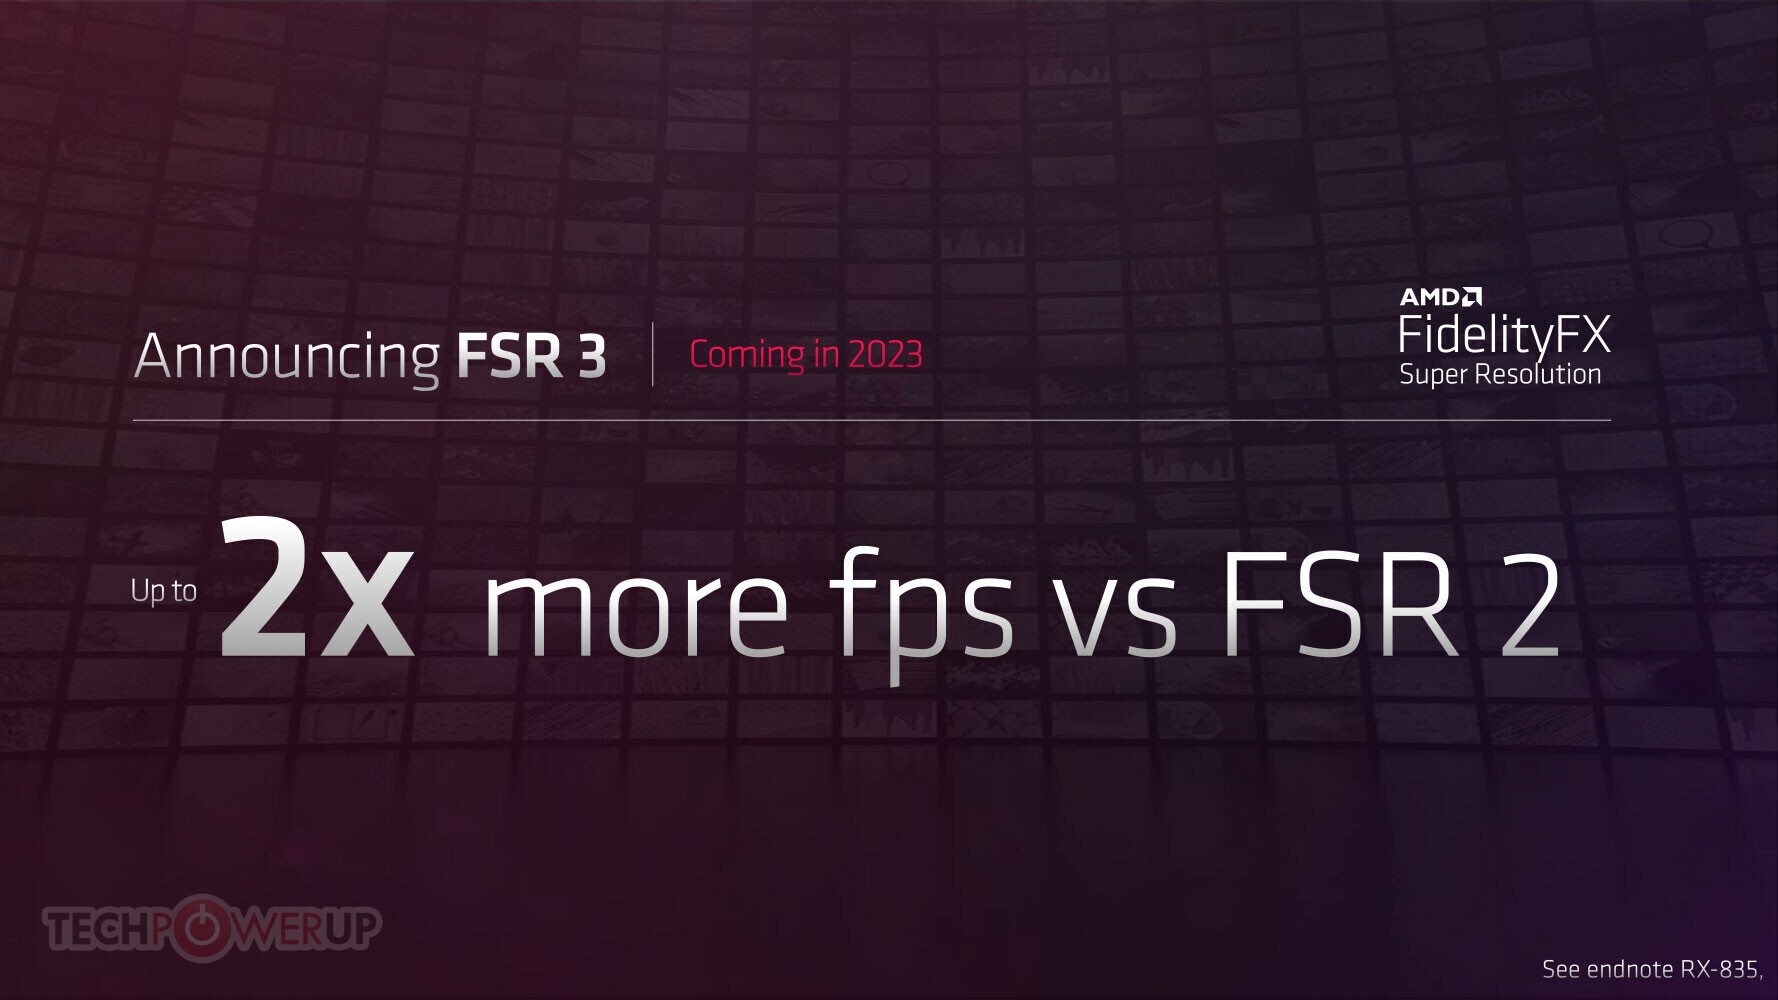 Announcing FSR 3
Coming in 2023
AMD
FidelityFX
Super Resolution
Up to 2x more fps vs FSR 2
TECHPOWERUP
See endnote RX-835,